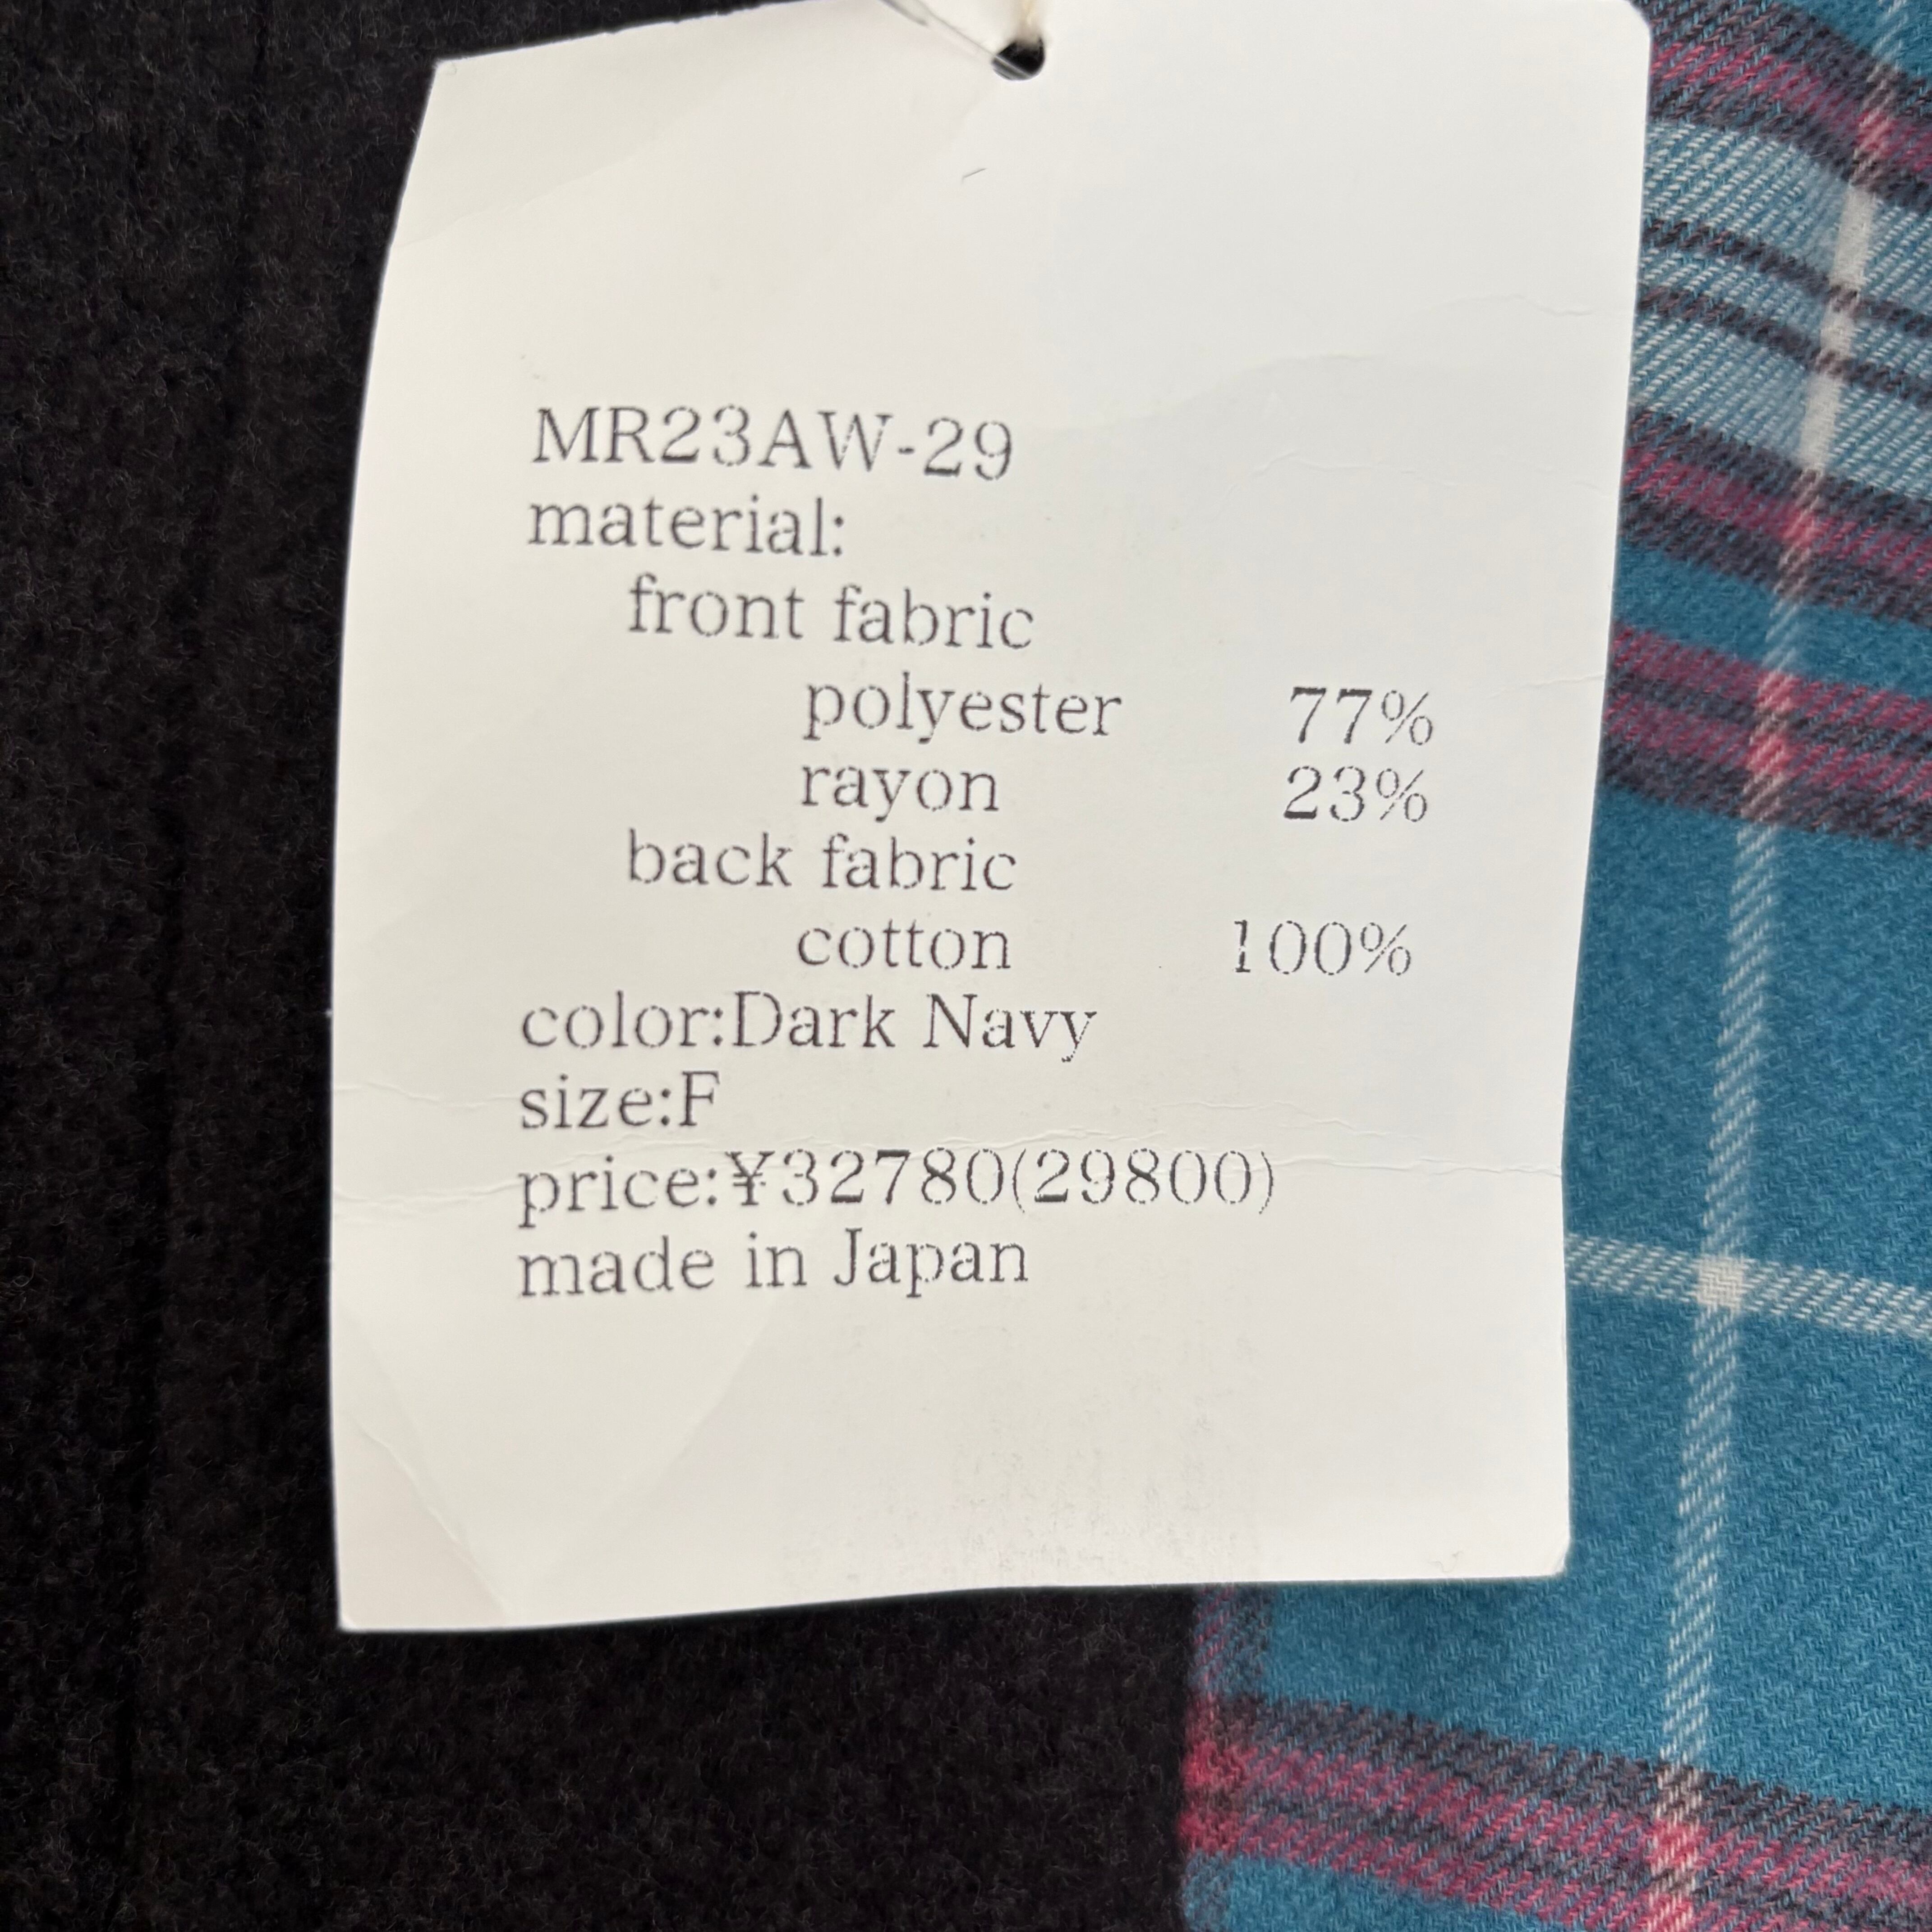 MR23AW-29
material:
front fabric
polyester 77%
rayon 23%
back fabric
cotton 100%
color:Dark Navy
size:F
price:¥32780(29800)
made in Japan